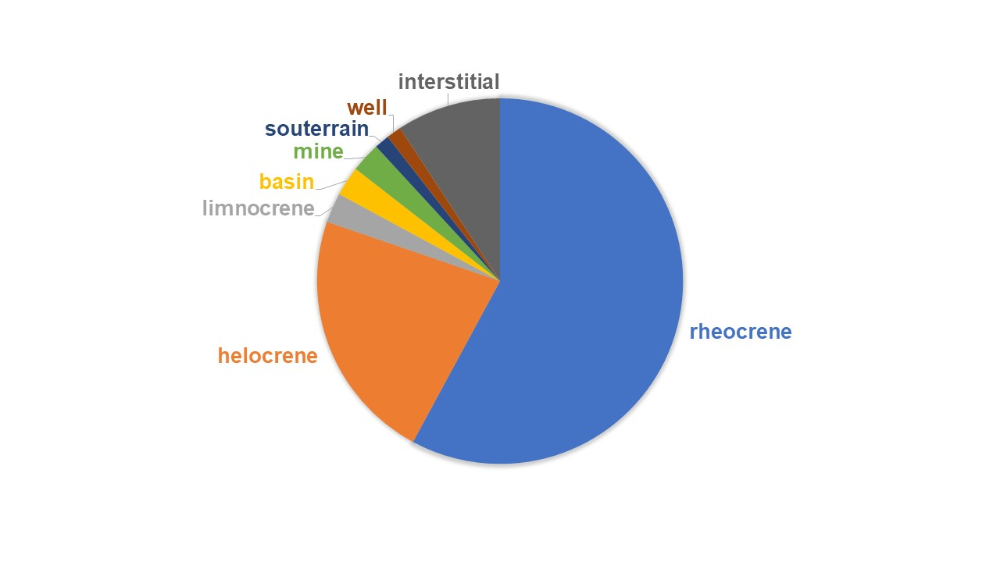 interstitial
well
souterrain
mine
basin
limnocrene
rheocrene
helocrene